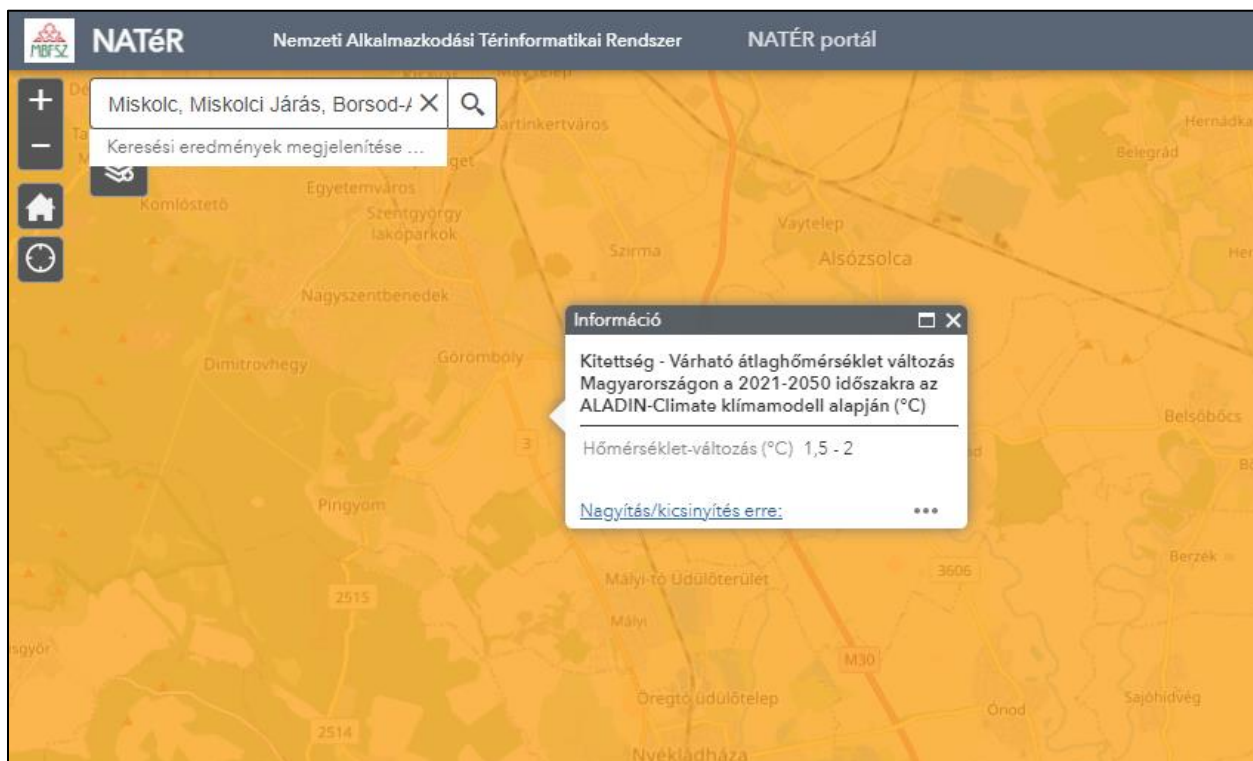 MBFSZ
NATéR
Nemzeti Alkalmazkodási Térinformatikai Rendszer
NATÉR portál
+
Miskolc, Miskolci Járás, Borsod-A
−
Keresési eredmények megjelenítése ...
artinkertváros
Hernádka
Belegrád
Egyetemváros
Komlóstető
Szentgyörgy
lakóparkok
Vaytelep
Szirma
Alsózsolca
Nagyszentbenedek
Információ
Kitettség - Várható átlaghőmérséklet változás
Magyarországon a 2021-2050 időszakra az
ALADIN-Climate klímamodell alapján (°C)
Hőmérséklet-változás (°C) 1,5 - 2
Nagyítás/kicsinyítés erre:
•••
Görömböly
Dimitrovhegy
Belsőbőcs
3
Pingyom
Berzék
Mályi-tó Üdülőterület
3606
2515
Mályi
M30
Öregtó üdülőtelep
Ónod
Sajóhídvég
2514
Nyékládháza